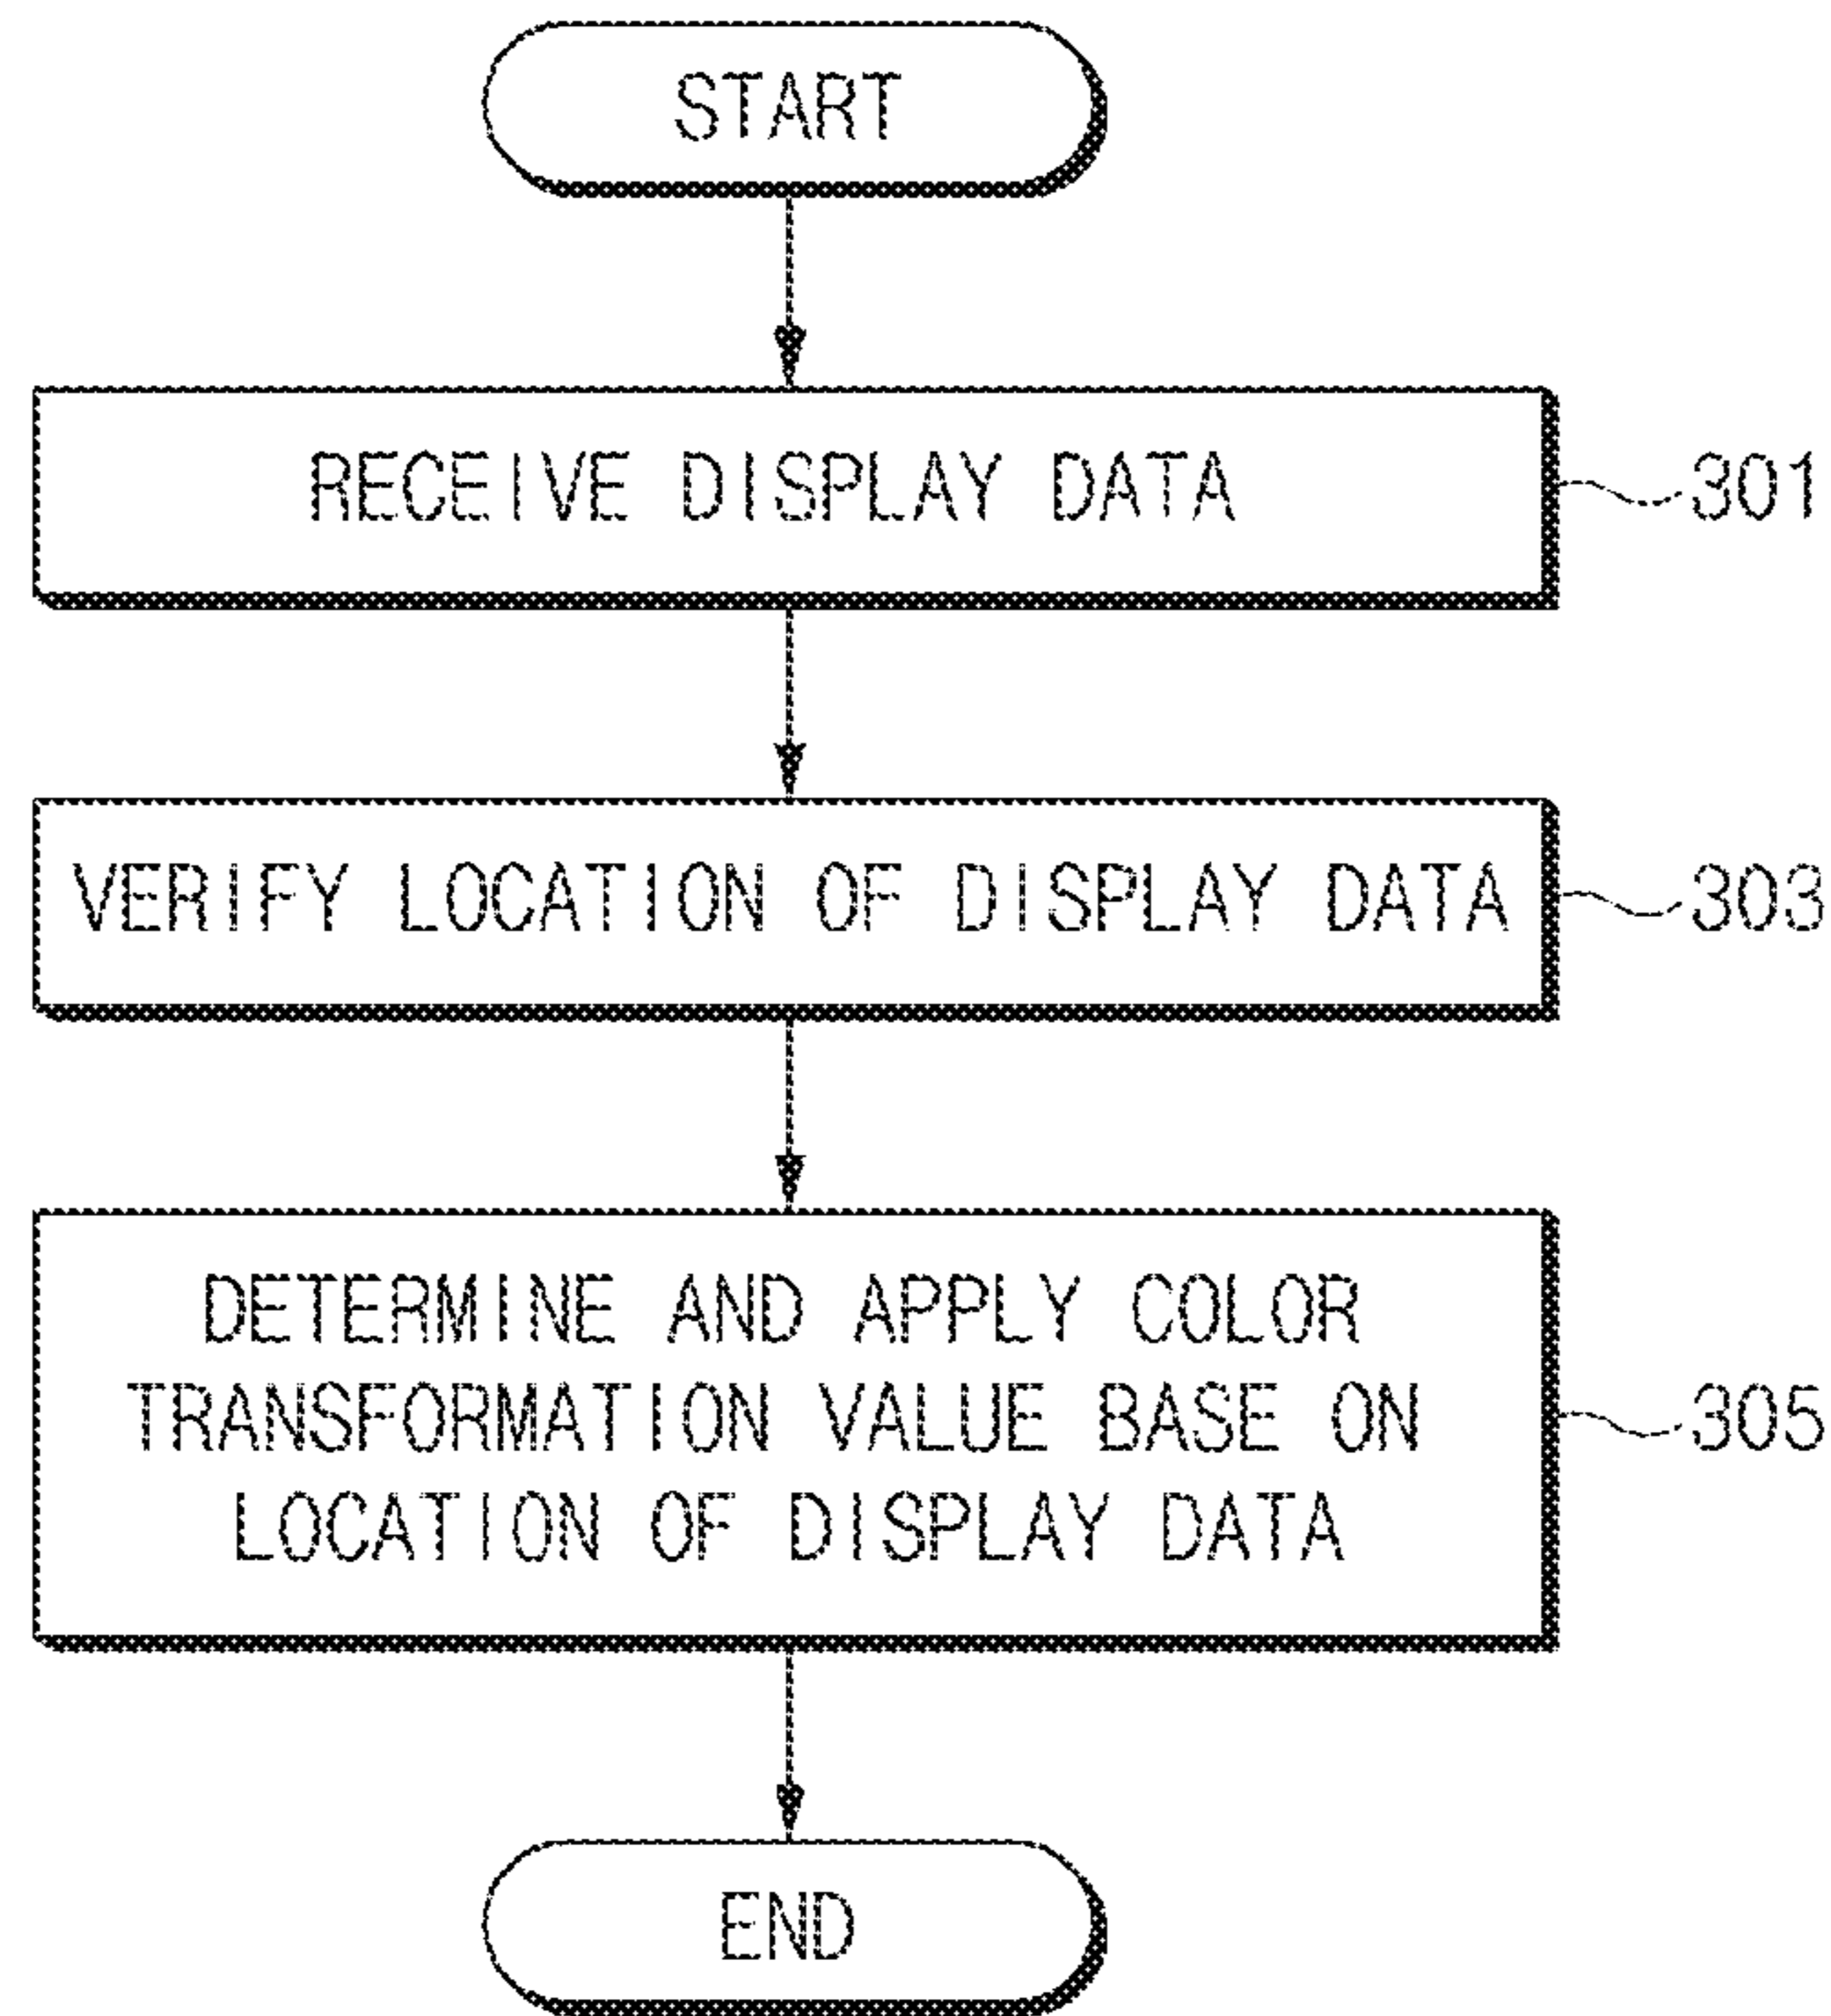 START
RECEIVE DISPLAY DATA
301
VERIFY LOCATION OF DISPLAY DATA
303
DETERMINE AND APPLY COLOR
TRANSFORMATION VALUE BASE ON
LOCATION OF DISPLAY DATA
305
END